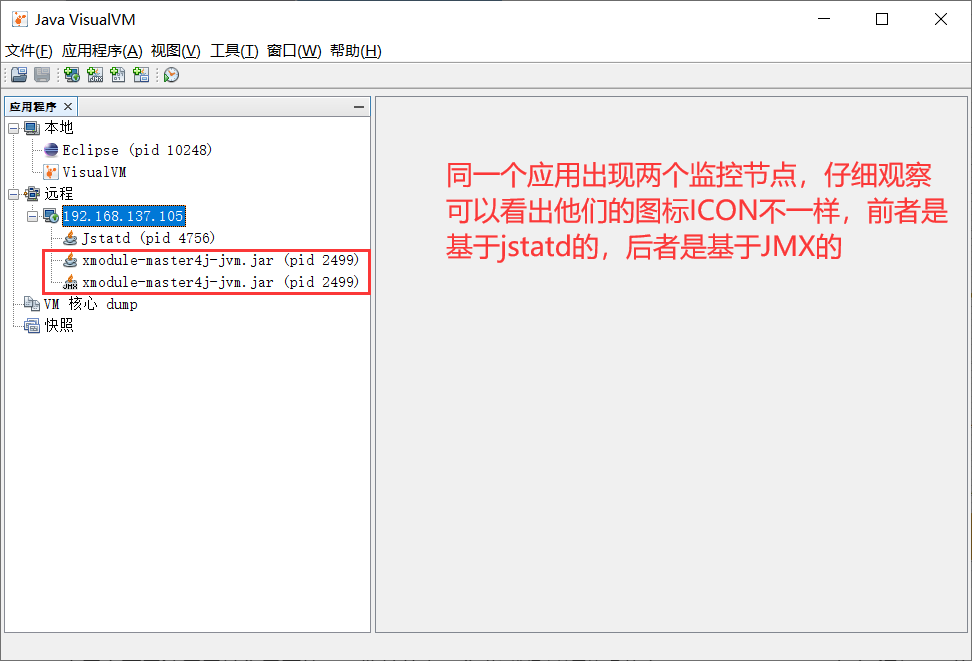 Java VisualVM
文件(F) 应用程序(A) 视图(V) 工具(T) 窗口(W) 帮助(H)
应用程序
本地
Eclipse (pid 10248)
VisualVM
远程
192.168.137.105
Jstatd (pid 4756)
xmodule-master4j-jvm.jar (pid 2499)
xmodule-master4j-jvm.jar (pid 2499)
VM 核心 dump
快照
同一个应用出现两个监控节点，仔细观察
可以看出他们的图标ICON不一样，前者是
基于jstatd的，后者是基于JMX的